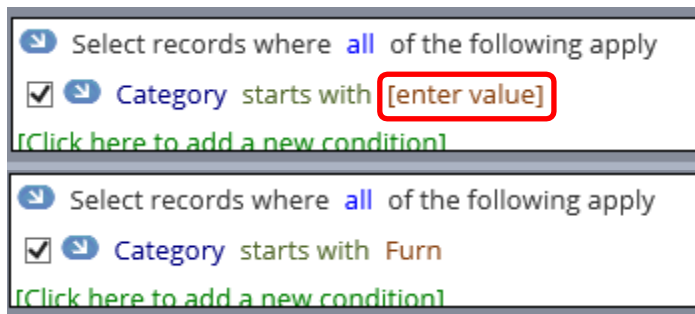 Select records where all of the following apply
Category starts with [enter value]
[Click here to add a new condition]
Select records where all of the following apply
Category starts with Furn
[Click here to add a new condition]